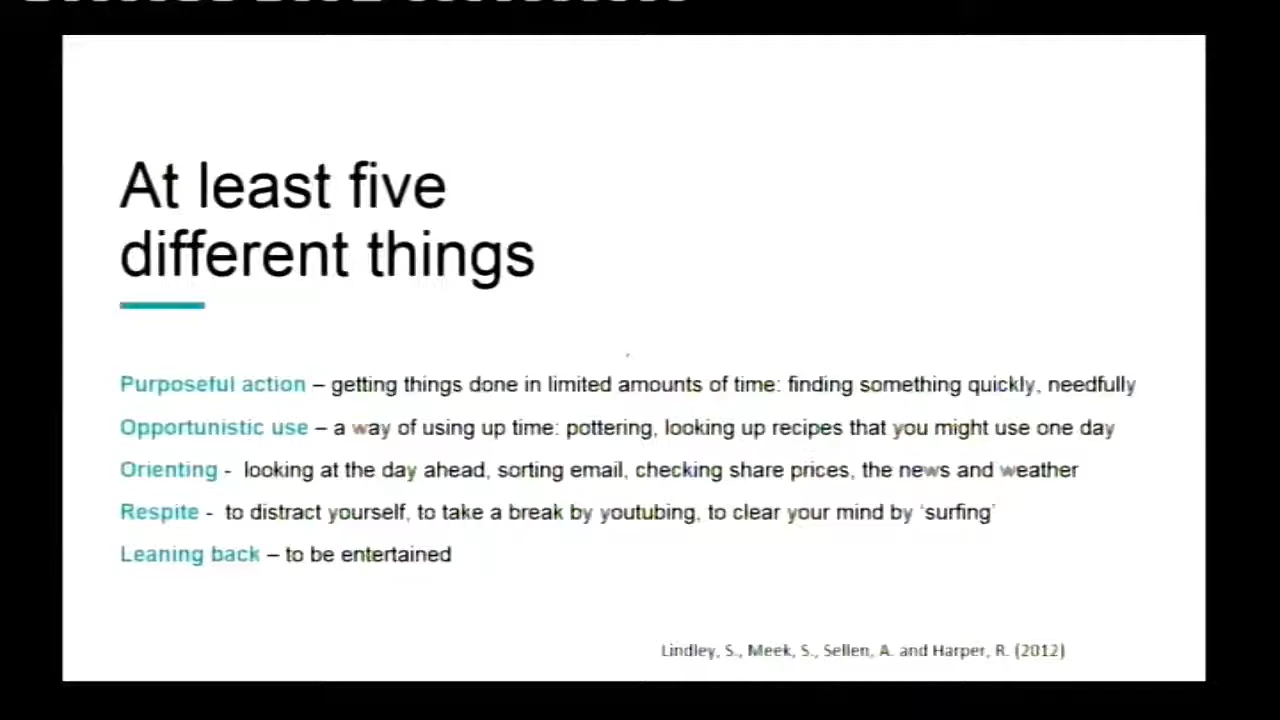 At least five
different things
Purposeful action – getting things done in limited amounts of time: finding something quickly, needfully
Opportunistic use – a way of using up time: pottering, looking up recipes that you might use one day
Orienting - looking at the day ahead, sorting email, checking share prices, the news and weather
Respite - to distract yourself, to take a break by youtubing, to clear your mind by 'surfing'
Leaning back – to be entertained
Lindley, S., Meek, S., Sellen, A. and Harper, R. (2012)